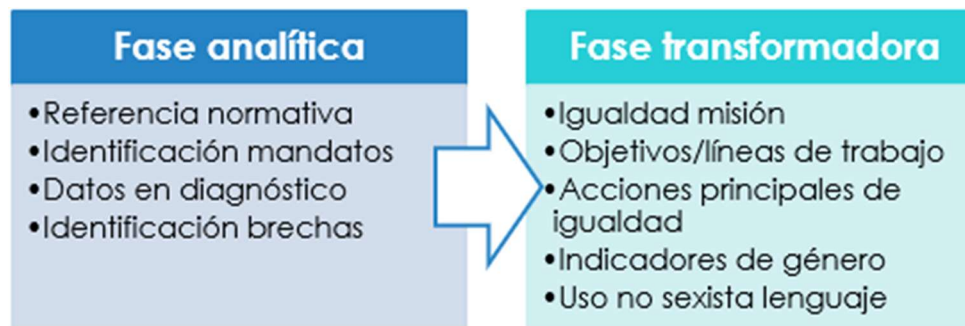 Fase analítica
•Referencia normativa
•Identificación mandatos
•Datos en diagnóstico
•Identificación brechas
Fase transformadora
•Igualdad misión
•Objetivos/líneas de trabajo
•Acciones principales de
igualdad
•Indicadores de género
•Uso no sexista lenguaje